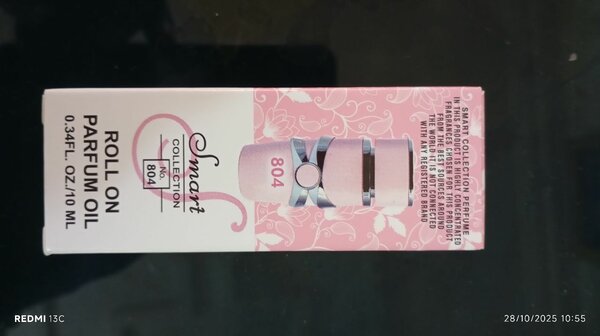 SMART COLLECTION PERFUME
IN THIS PRODUCT IS HIGHLY CONCENTRATED
FRAGRANCES CHOSEN FOR THIS PRODUCT
FROM THE BEST SOURCES AROUND
THE WORLD IT IS NOT CONNECTED
WITH ANY REGISTERED BRAND
804
Smart
COLLECTION
No.
804
ROLL ON
PARFUM OIL
0.34FL. OZ./10 ML
REDMI 13C
28/10/2025 10:55